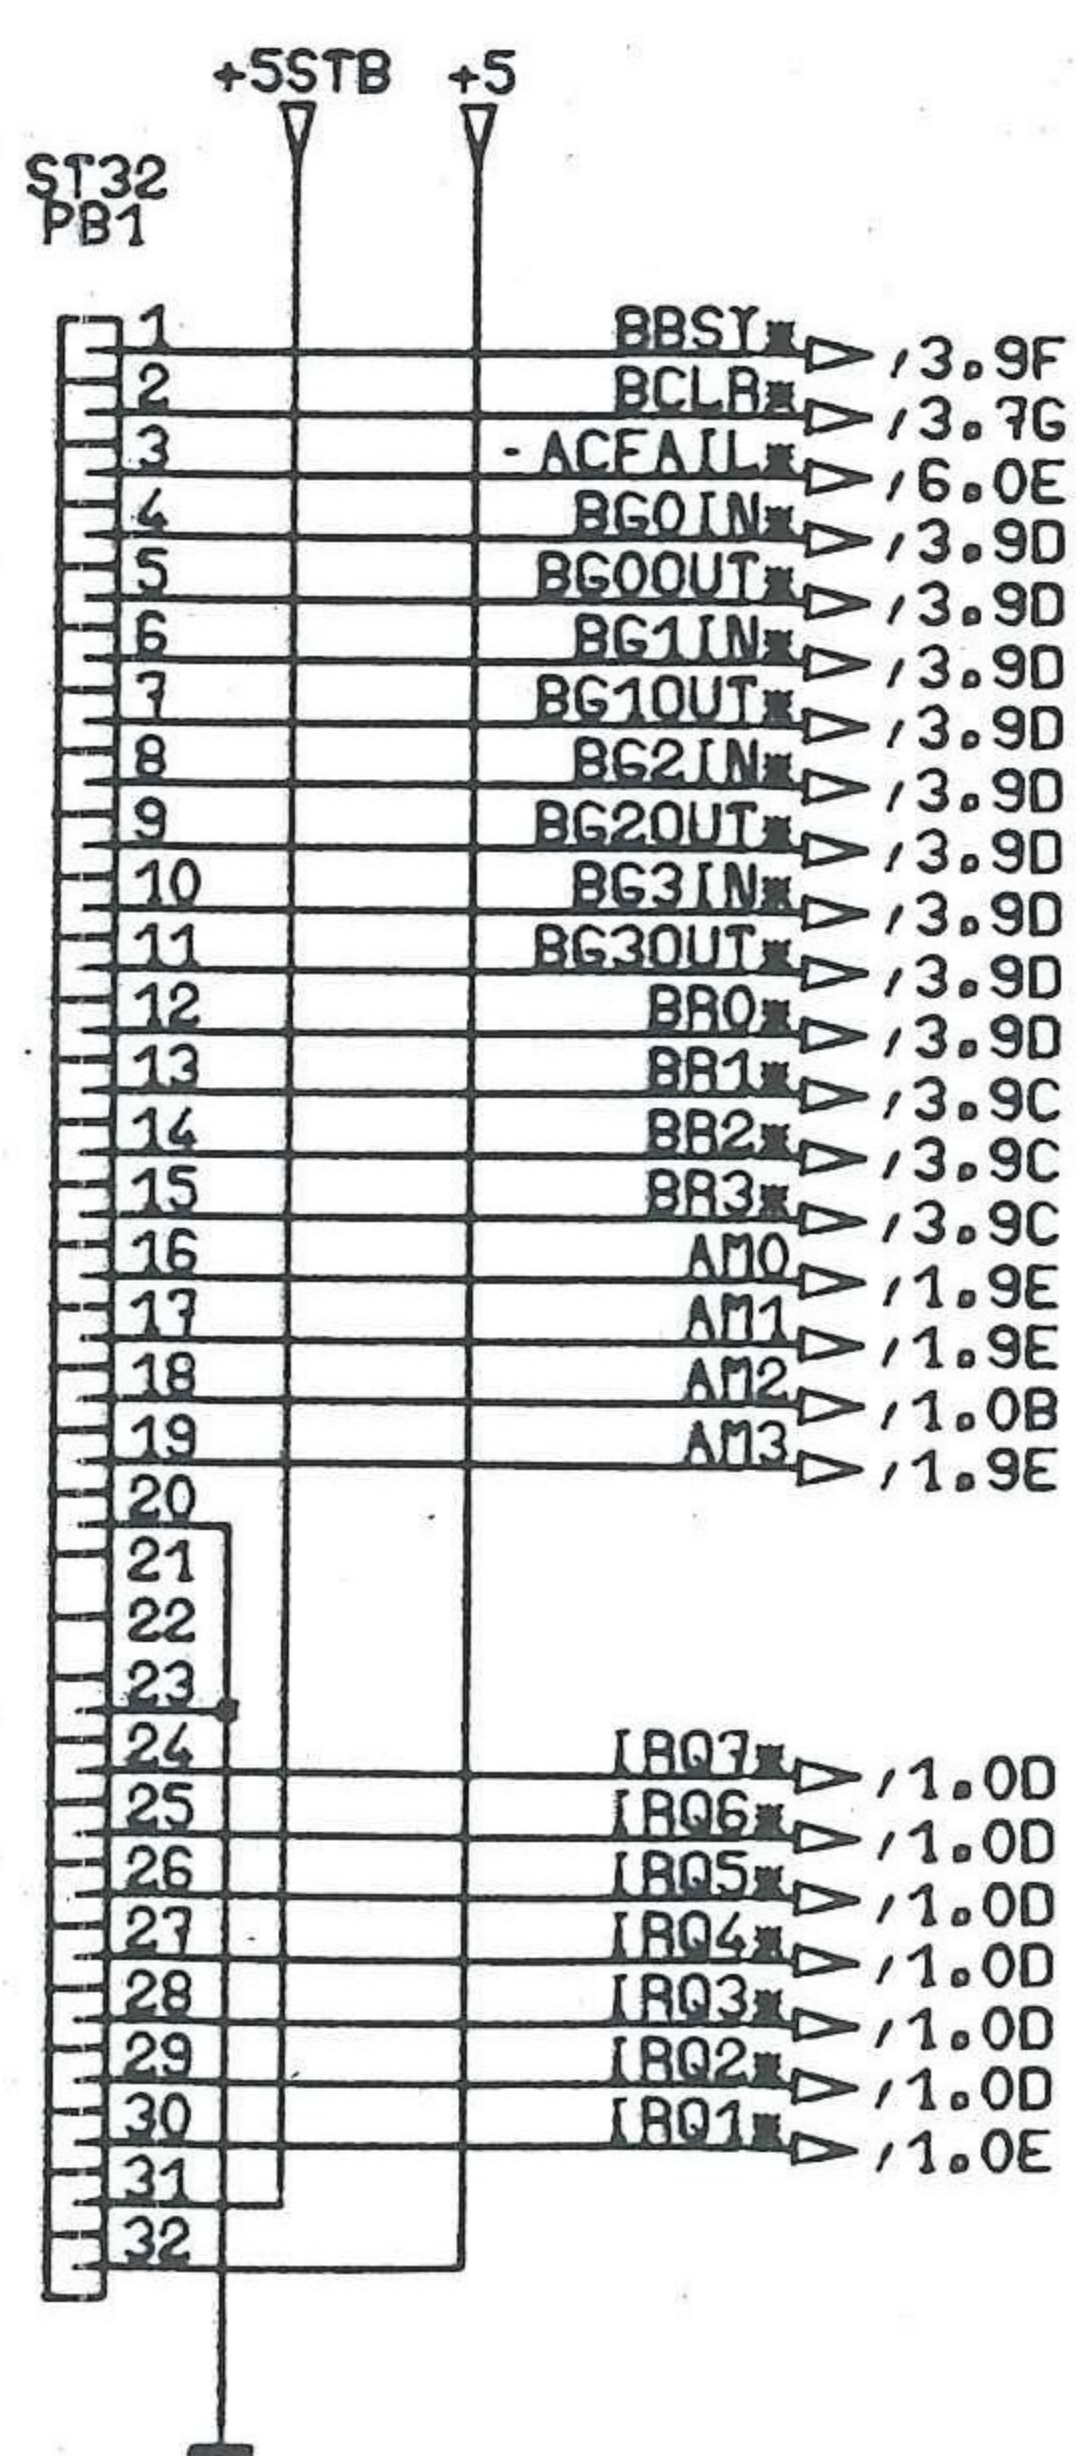 +5STB +5
ST32
PB1
1 BBSY* /3.9F
2 BCLR* /3.7G
3 ACFAIL* /6.0E
4 BG0IN* /3.9D
5 BG0OUT* /3.9D
6 BG1IN* /3.9D
7 BG1OUT* /3.9D
8 BG2IN* /3.9D
9 BG2OUT* /3.9D
10 BG3IN* /3.9D
11 BG3OUT* /3.9D
12 BR0* /3.9D
13 BR1* /3.9C
14 BR2* /3.9C
15 BR3* /3.9C
16 AM0 /1.9E
17 AM1 /1.9E
18 AM2 /1.0B
19 AM3 /1.9E
20
21
22
23
24 IRQ7* /1.0D
25 IRQ6* /1.0D
26 IRQ5* /1.0D
27 IRQ4* /1.0D
28 IRQ3* /1.0D
29 IRQ2* /1.0D
30 IRQ1* /1.0E
31
32